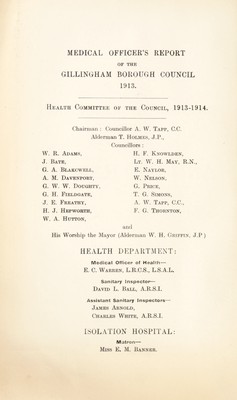 MEDICAL OFFICER'S REPORT
OF THE
GILLINGHAM BOROUGH COUNCIL
1913.
HEALTH COMMITTEE OF THE COUNCIL, 1913-1914.
Chairman: Councillor A. W. TAPP, C.C.
Alderman T. HOLMES, J.P.,
Councillors:
W. R. ADAMS, H. F. KNOWLDEN,
J. BATE, LT. W. H. MAY, R.N.,
G. A. BLAKCWELL, E. NAYLOR,
A. M. DAVENPORT, W. NELSON,
G. W. W. DOUGHTY, G. PRICE,
G. H. FIELDGATE, T. G. SIMONS,
J. E. FREATHY, A. W. TAPP, C.C.,
H. J. HEPWORTH, F. G. THORNTON,
W. A. HUTTON,
and
His Worship the Mayor (Alderman W. H. GRIFFIN, J.P.)
HEALTH DEPARTMENT:
Medical Officer of Health—
E. C. WARREN, L.R.C.S., L.S.A.L.
Sanitary Inspector—
DAVID L. BALL, A.R.S.I.
Assistant Sanitary Inspectors—
JAMES ARNOLD,
CHARLES WHITE, A.R.S.I.
ISOLATION HOSPITAL:
Matron—
MISS E. M. BANNER.